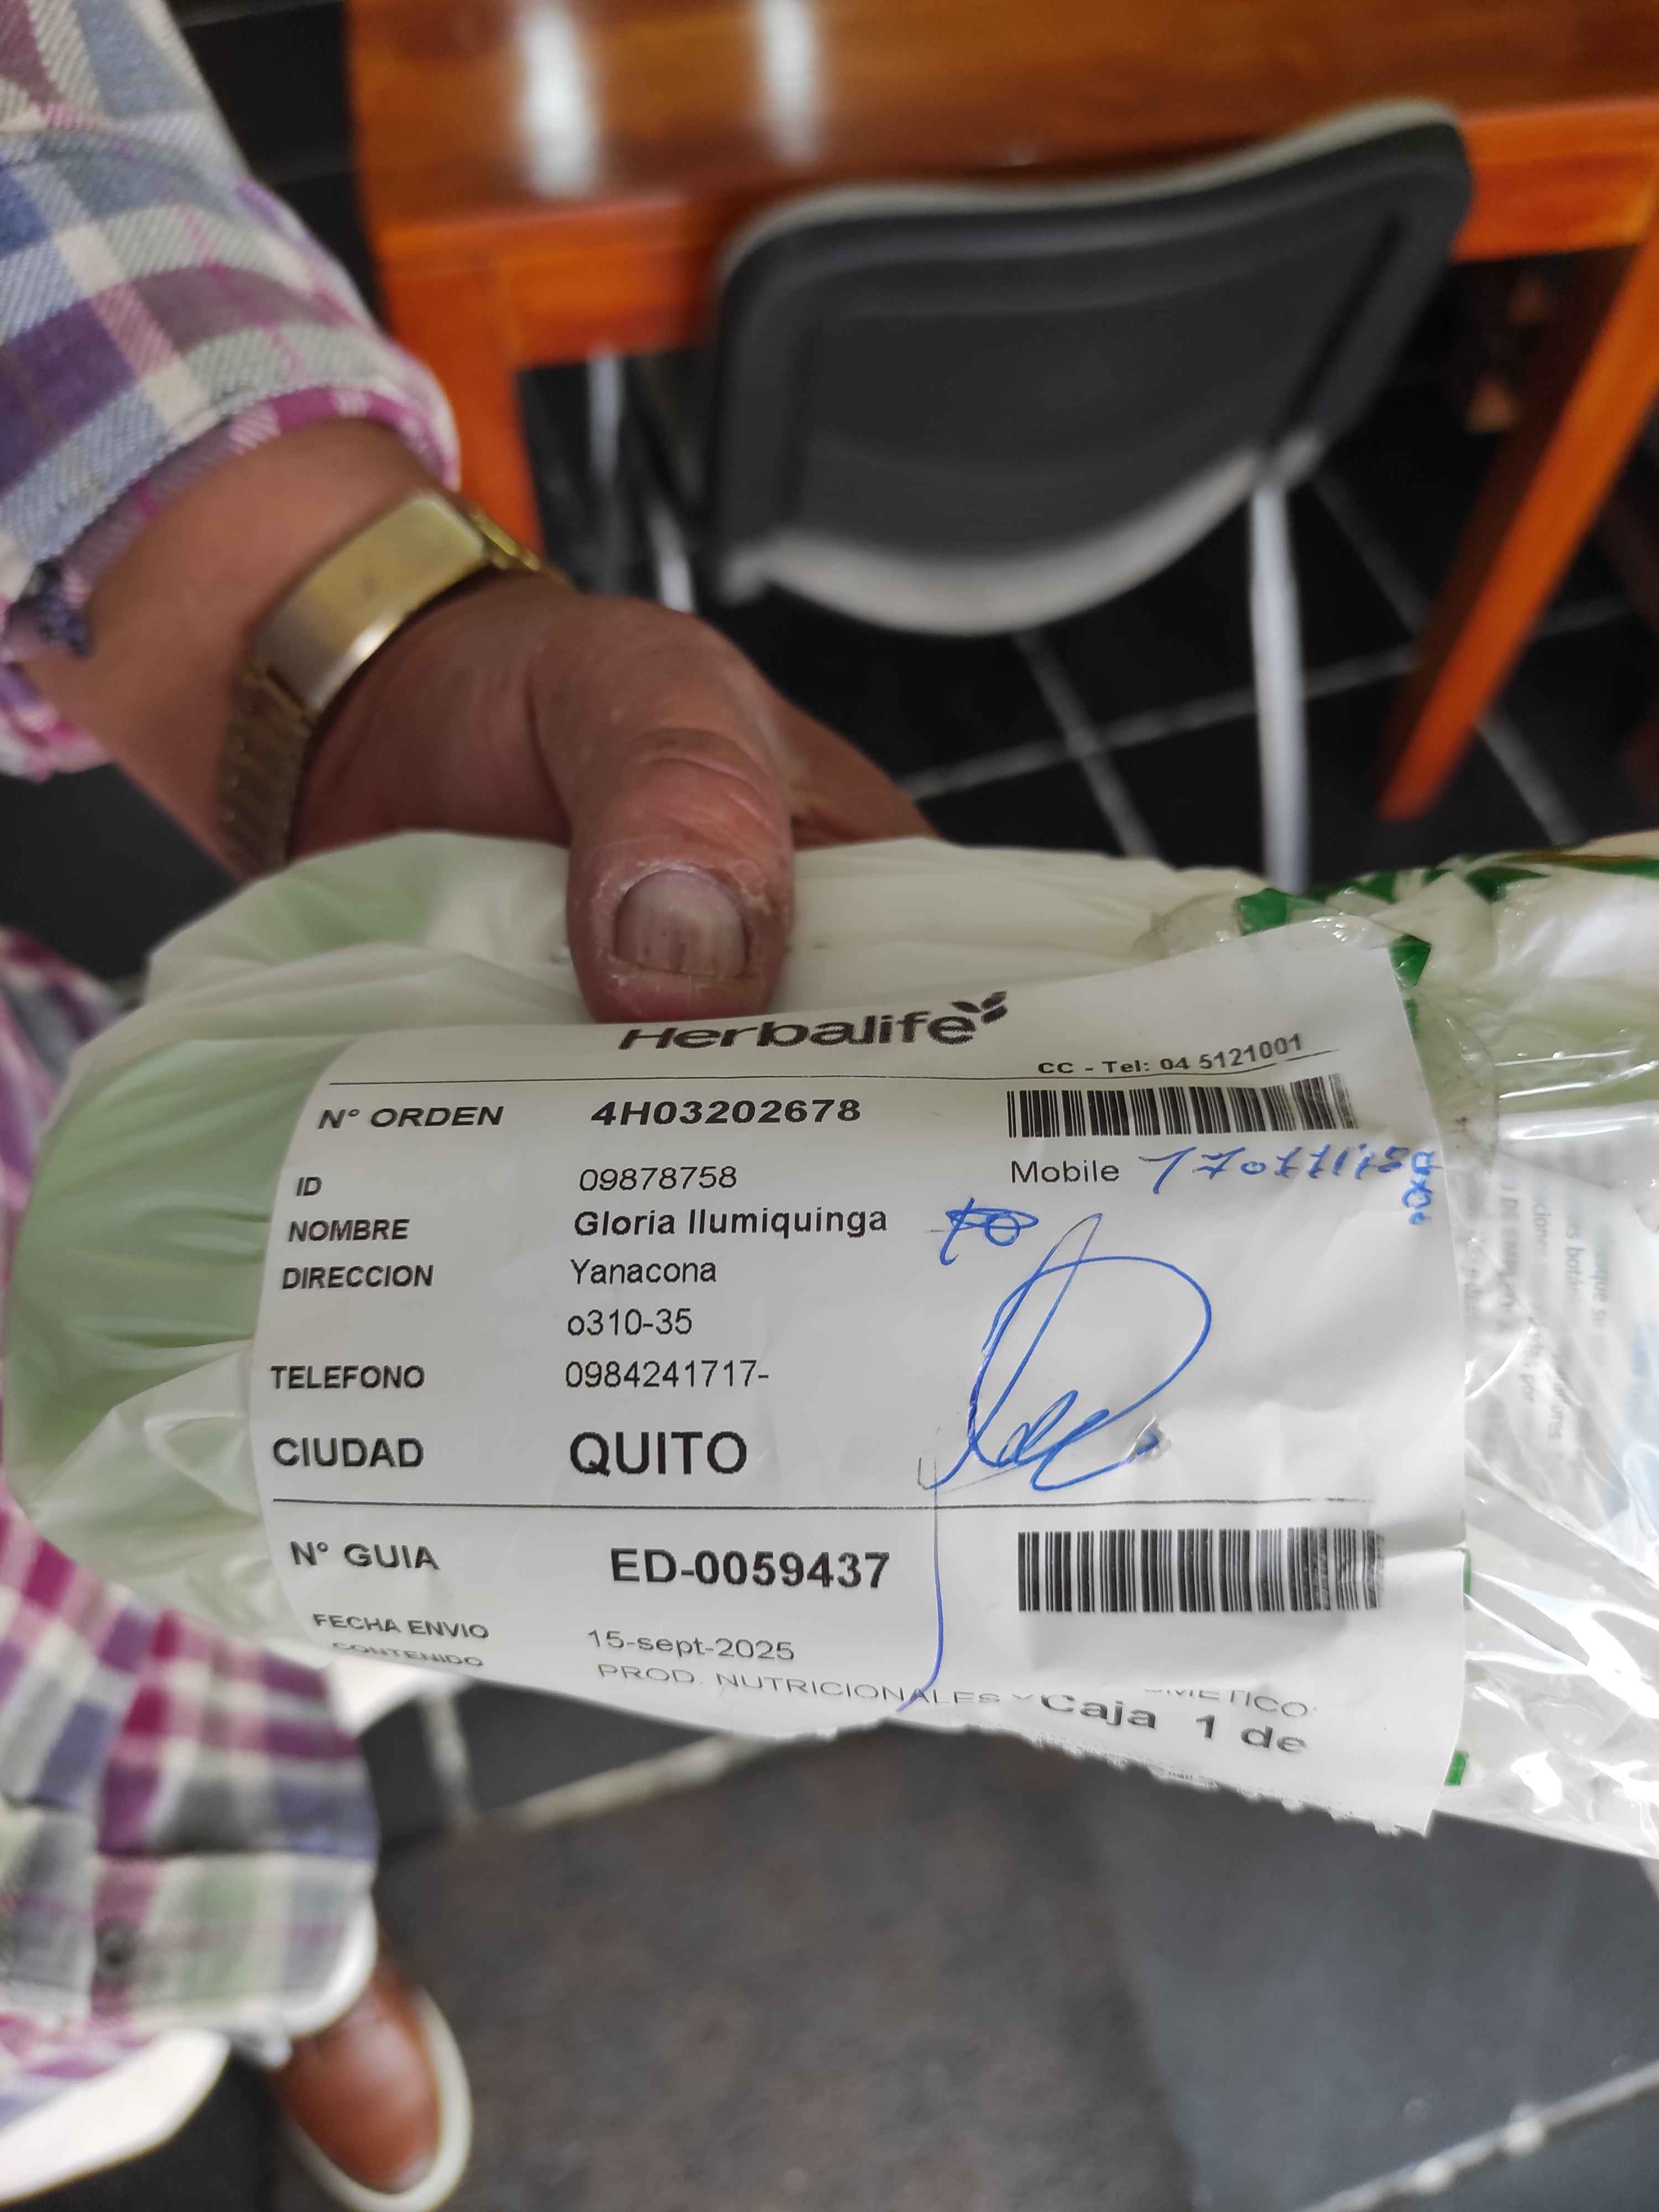 Herbalife
CC - Tel: 04 5121001
N° ORDEN 4H03202678
ID 09878758 Mobile
NOMBRE Gloria Ilumiquinga
DIRECCION Yanacona
o310-35
TELEFONO 0984241717-
CIUDAD QUITO
N° GUIA ED-0059437
FECHA ENVIO 15-sept-2025
CONTENIDO PROD. NUTRICIONALES
Caja 1 de